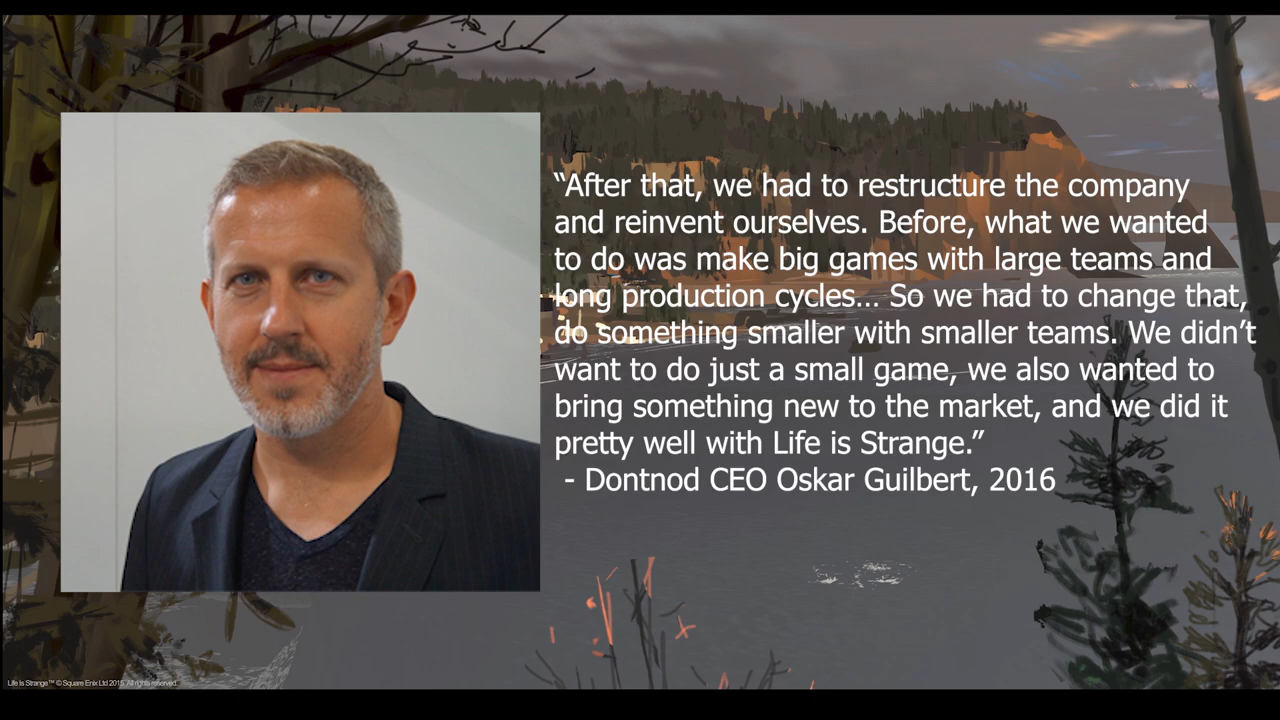 “After that, we had to restructure the company
and reinvent ourselves. Before, what we wanted
to do was make big games with large teams and
long production cycles... So we had to change that,
do something smaller with smaller teams. We didn’t
want to do just a small game, we also wanted to
bring something new to the market, and we did it
pretty well with Life is Strange.”
- Dontnod CEO Oskar Guilbert, 2016
Life Is Strange™ © Square Enix Ltd 2015. All rights reserved.